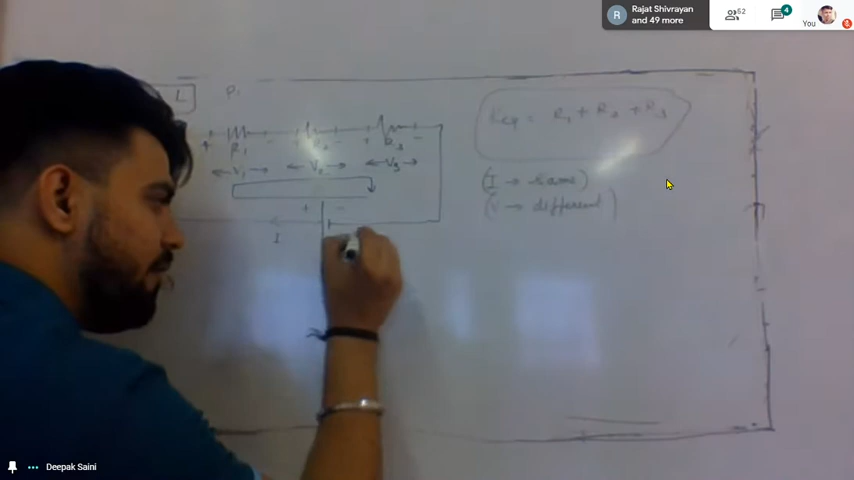 Rajat Shivrayan
and 49 more
R
62
4
You
L
Req = R1 + R2 + R3
+ - + - + -
R1 R3
V1 V2 V3
(I → same)
(V → different)
+ -
I
Deepak Saini